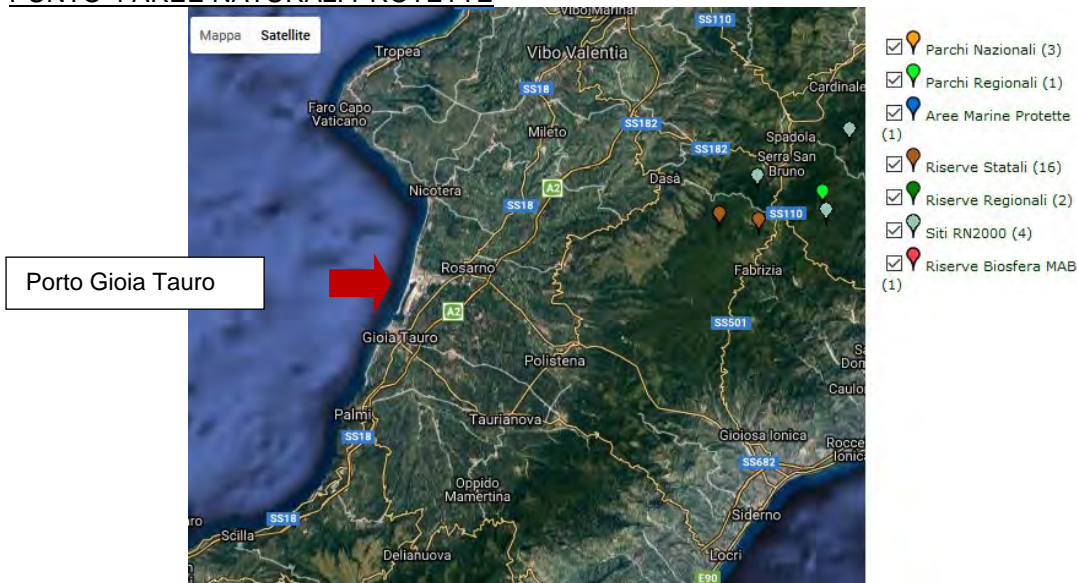 Mappa Satellite
Vibo Marina
SS110
Tropea
Vibo Valentia
SS18
Cardinale
Faro Capo
Vaticano
Mileto
SS182
Spadola
SS182
Serra San
Bruno
Dasà
Nicotera
A2
SS18
SS110
Porto Gioia Tauro
Rosarno
Fabrizia
A2
SS501
Gioia Tauro
Polistena
Palmi
Taurianova
SS18
Gioiosa Ionica
SS682
Oppido
Mamertina
Siderno
SS18
Scilla
Delianuova
Locri
E90
Parchi Nazionali (3)
Parchi Regionali (1)
Aree Marine Protette
(1)
Riserve Statali (16)
Riserve Regionali (2)
Siti RN2000 (4)
Riserve Biosfera MAB
(1)